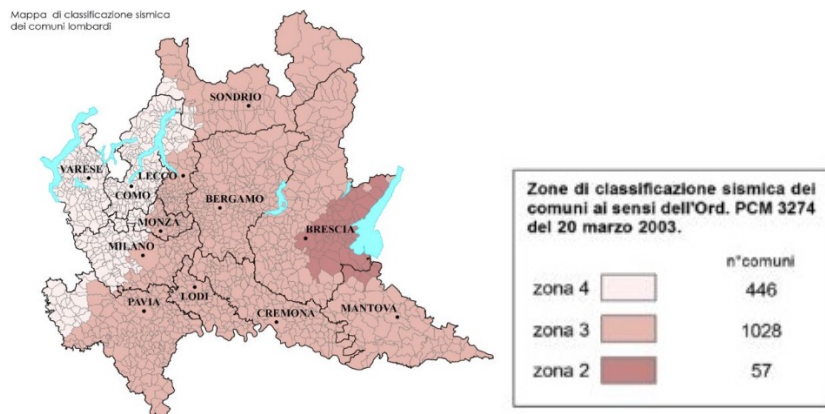 Mappa di classificazione sismica
dei comuni lombardi
SONDRIO
VARESE
COMO
LECCO
BERGAMO
MONZA
BRESCIA
MILANO
PAVIA
LODI
CREMONA
MANTOVA
Zone di classificazione sismica dei
comuni ai sensi dell'Ord. PCM 3274
del 20 marzo 2003.
n°comuni
zona 4 446
zona 3 1028
zona 2 57